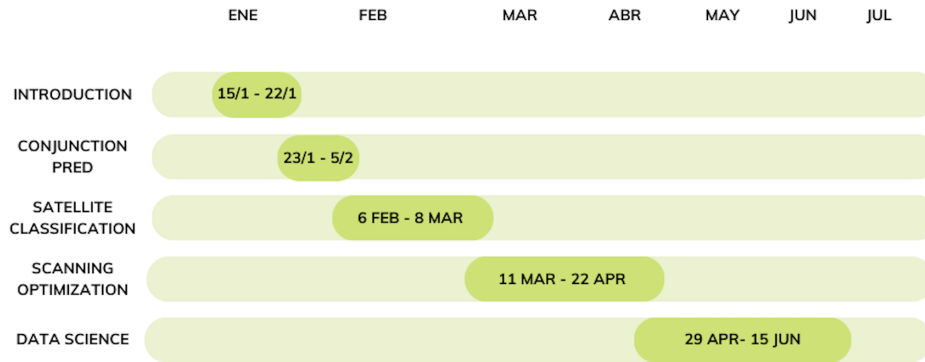 ENE FEB MAR ABR MAY JUN JUL
INTRODUCTION 15/1 - 22/1
CONJUNCTION
PRED
23/1 - 5/2
SATELLITE
CLASSIFICATION
6 FEB - 8 MAR
SCANNING
OPTIMIZATION
11 MAR - 22 APR
DATA SCIENCE 29 APR- 15 JUN